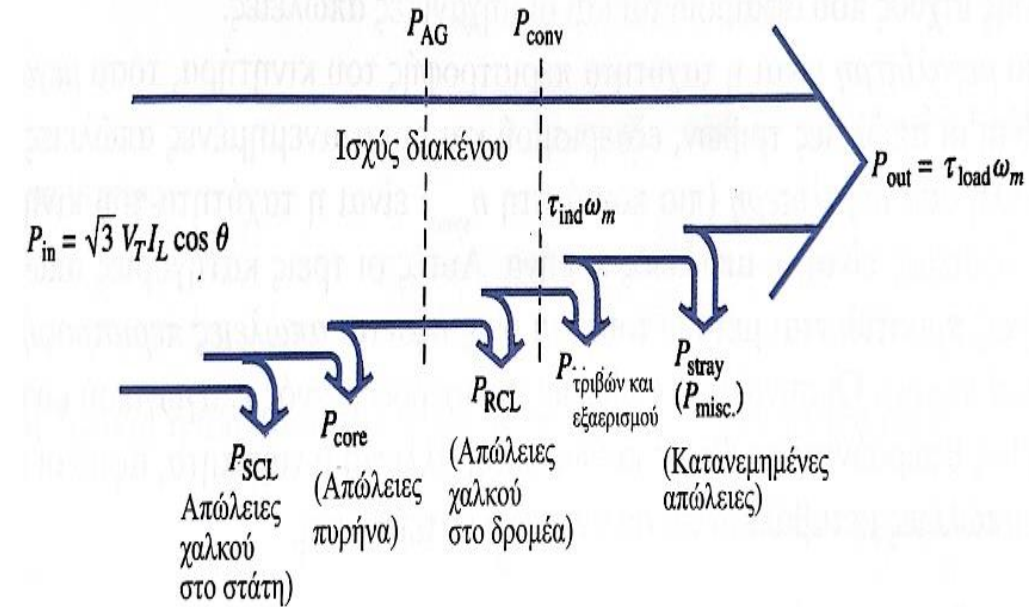 P_AG P_conv
Ισχύς διακένου
P_out = τ_load ω_m
τ_ind ω_m
P_in = √3 V_T I_L cos θ
P_SCL
Απώλειες
χαλκού
στο στάτη)
P_core
(Απώλειες
πυρήνα)
P_RCL
(Απώλειες
χαλκού
στο δρομέα)
P_τριβών και
εξαερισμού
P_stray
(P_misc.)
(Κατανεμημένες
απώλειες)